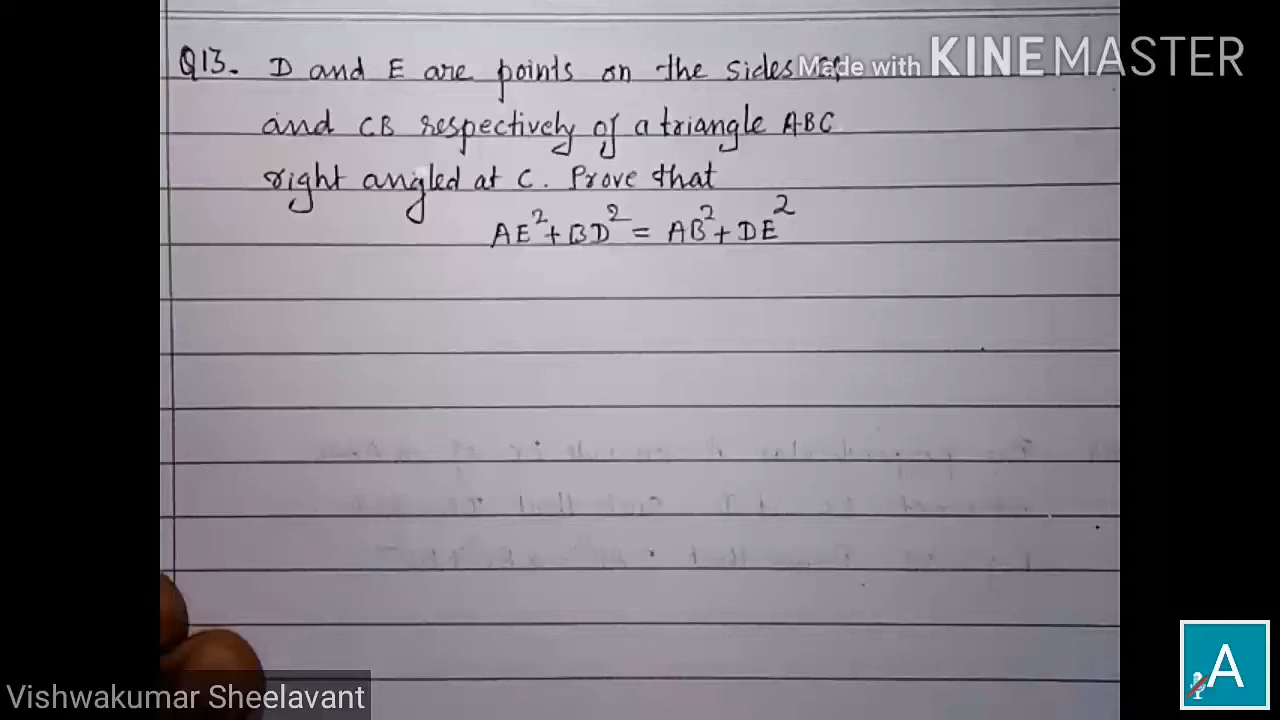 Q13. D and E are points on the sides
Made with KINEMASTER
and CB respectively of a triangle ABC
right angled at C. Prove that
AE²+BD² = AB²+DE²
A
Vishwakumar Sheelavant